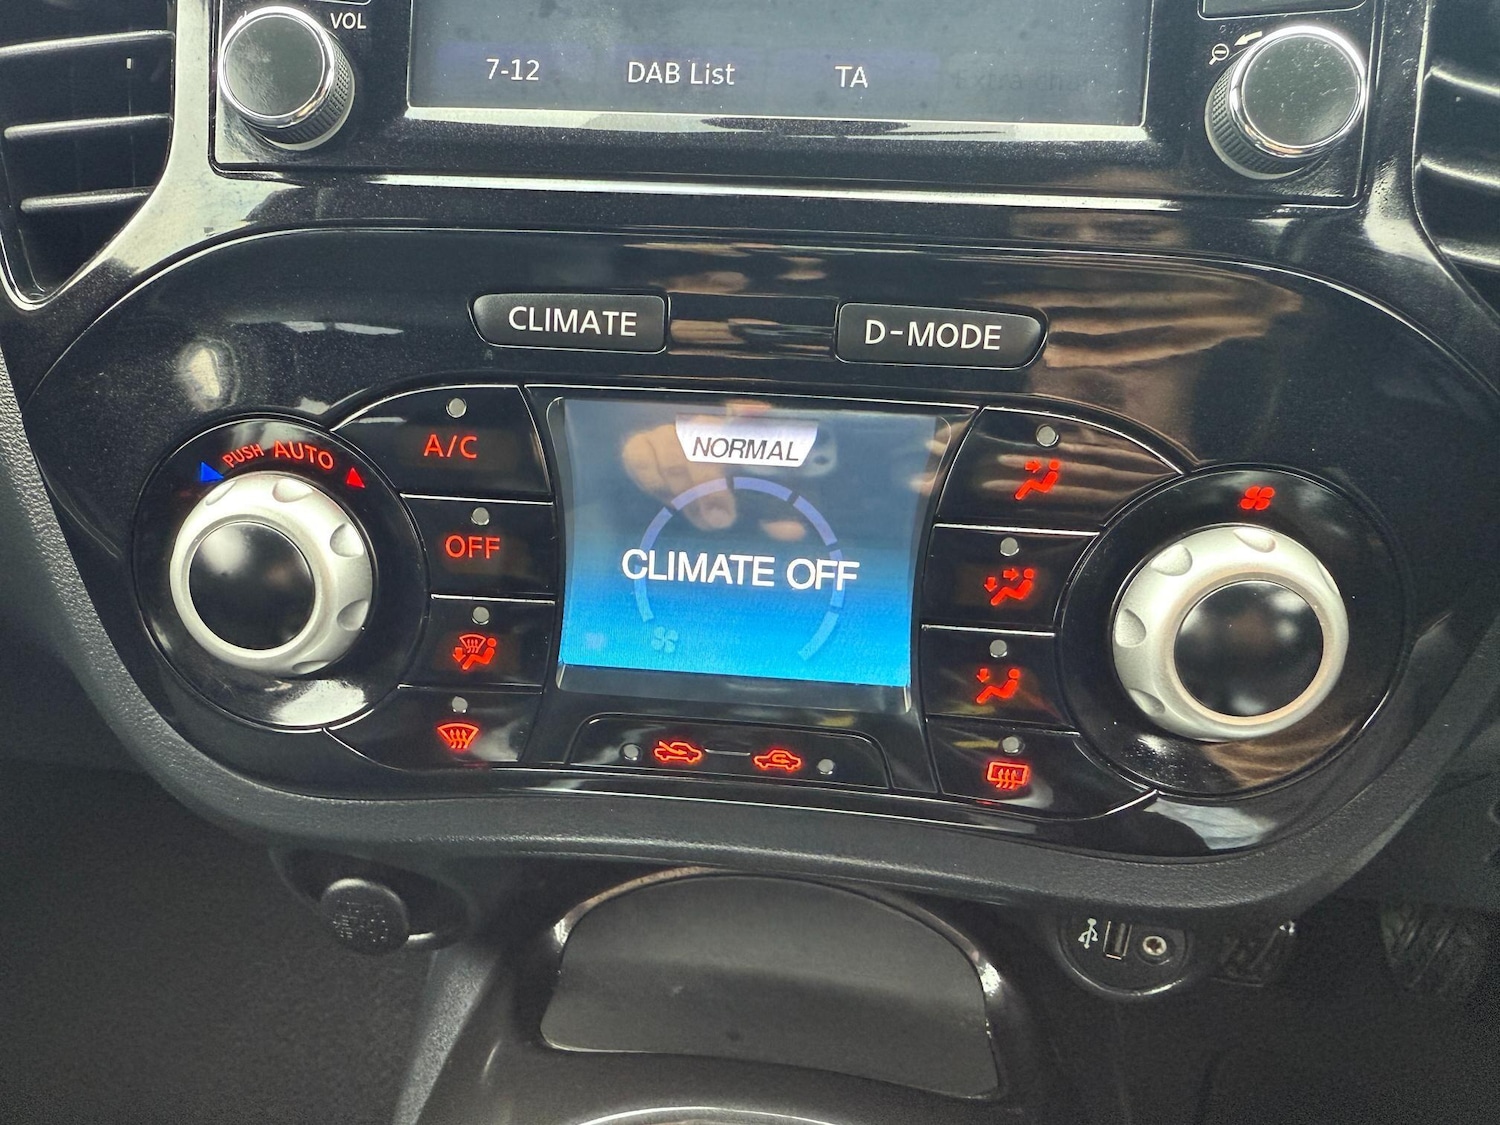 VOL
7-12 DAB List TA
CLIMATE D-MODE
A/C
PUSH AUTO
NORMAL
OFF
CLIMATE OFF